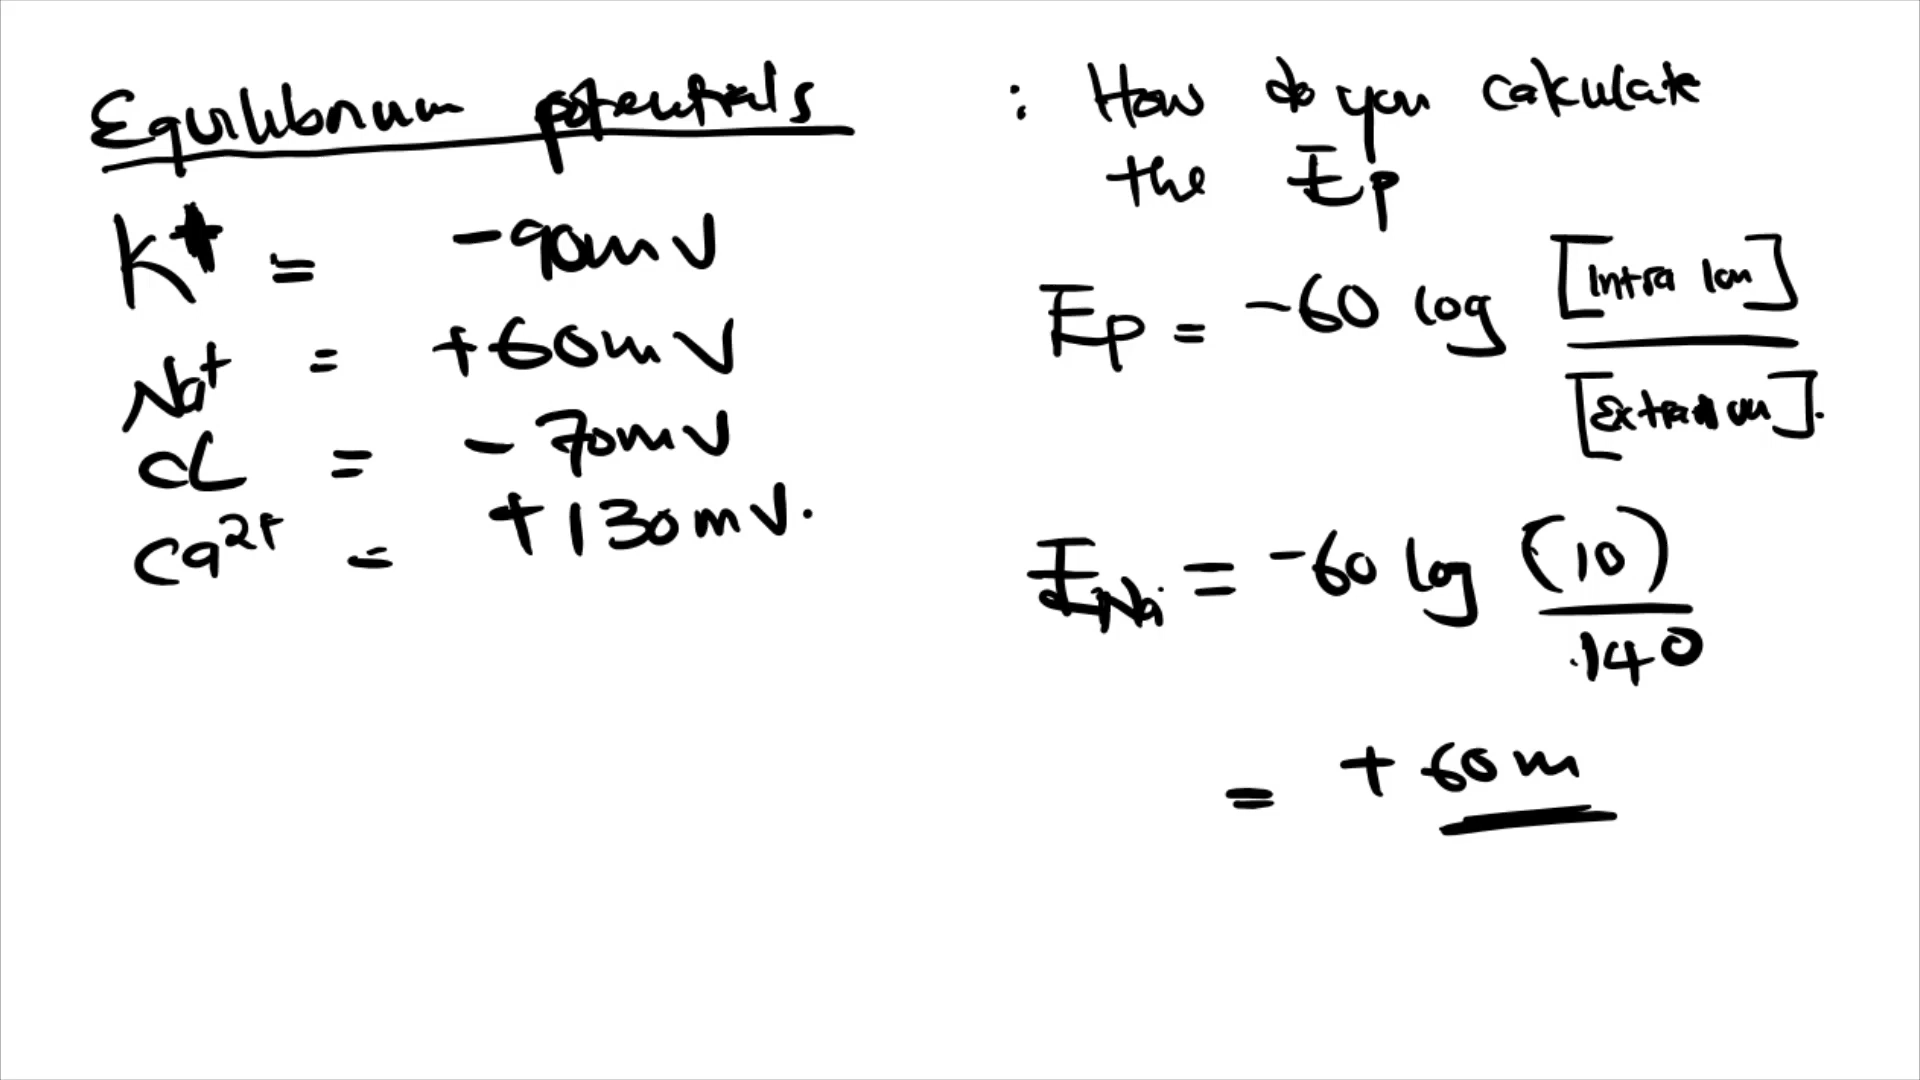 Equilibrium potentials
K+ = -90mV
Na+ = +60mV
CL = -70mV
Ca2+ = +130mV.
: How do you calculate
the Ep
Ep = -60 log [Intra Ion]
[Extra Ion].
ENa = -60 log (10)
140
= +60m